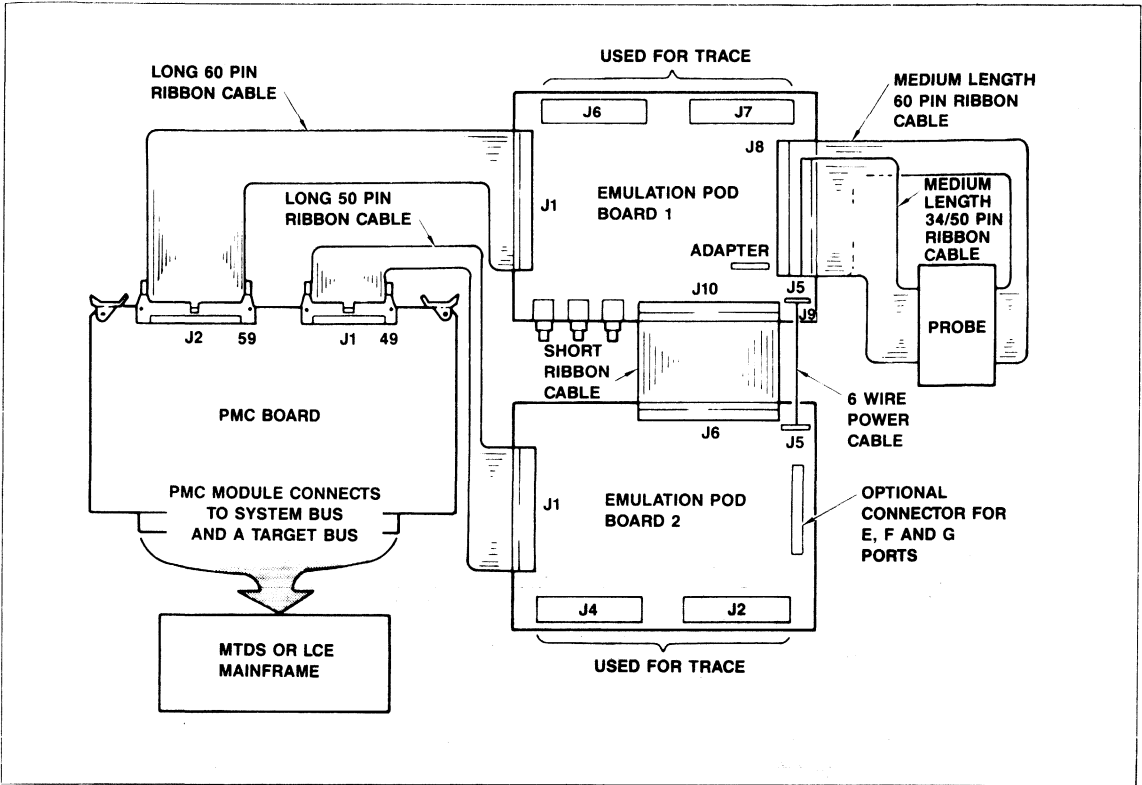 USED FOR TRACE
LONG 60 PIN
RIBBON CABLE
MEDIUM LENGTH
60 PIN RIBBON
CABLE
J6
J7
J8
LONG 50 PIN
RIBBON CABLE
J1
EMULATION POD
BOARD 1
MEDIUM
LENGTH
34/50 PIN
RIBBON
CABLE
ADAPTER
J5
J10
J9
PROBE
J2
59
J1
49
SHORT
RIBBON
CABLE
6 WIRE
POWER
CABLE
PMC BOARD
J6
J5
PMC MODULE CONNECTS
TO SYSTEM BUS
AND A TARGET BUS
J1
EMULATION POD
BOARD 2
OPTIONAL
CONNECTOR FOR
E, F AND G
PORTS
J4
J2
MTDS OR LCE
MAINFRAME
USED FOR TRACE